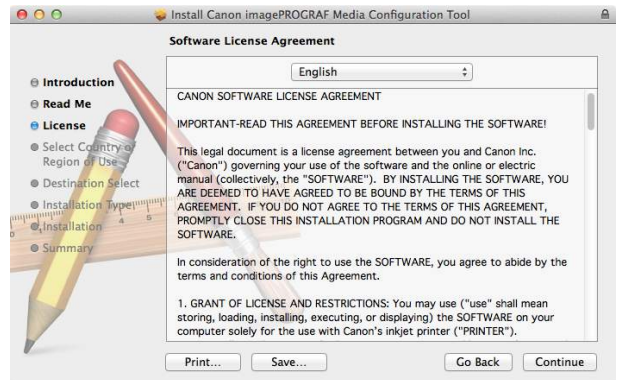 Install Canon imagePROGRAF Media Configuration Tool
Software License Agreement
Introduction
Read Me
License
Select Country or
Region of Use
Destination Select
Installation Type
Installation
Summary
4 5
English
CANON SOFTWARE LICENSE AGREEMENT
IMPORTANT-READ THIS AGREEMENT BEFORE INSTALLING THE SOFTWARE!
This legal document is a license agreement between you and Canon Inc.
("Canon") governing your use of the software and the online or electric
manual (collectively, the "SOFTWARE").  BY INSTALLING THE SOFTWARE, YOU
ARE DEEMED TO HAVE AGREED TO BE BOUND BY THE TERMS OF THIS
AGREEMENT.  IF YOU DO NOT AGREE TO THE TERMS OF THIS AGREEMENT,
PROMPTLY CLOSE THIS INSTALLATION PROGRAM AND DO NOT INSTALL THE
SOFTWARE.
In consideration of the right to use the SOFTWARE, you agree to abide by the
terms and conditions of this Agreement.
1. GRANT OF LICENSE AND RESTRICTIONS: You may use ("use" shall mean
storing, loading, installing, executing, or displaying) the SOFTWARE on your
computer solely for the use with Canon's inkjet printer ("PRINTER").
Print...
Save...
Go Back
Continue